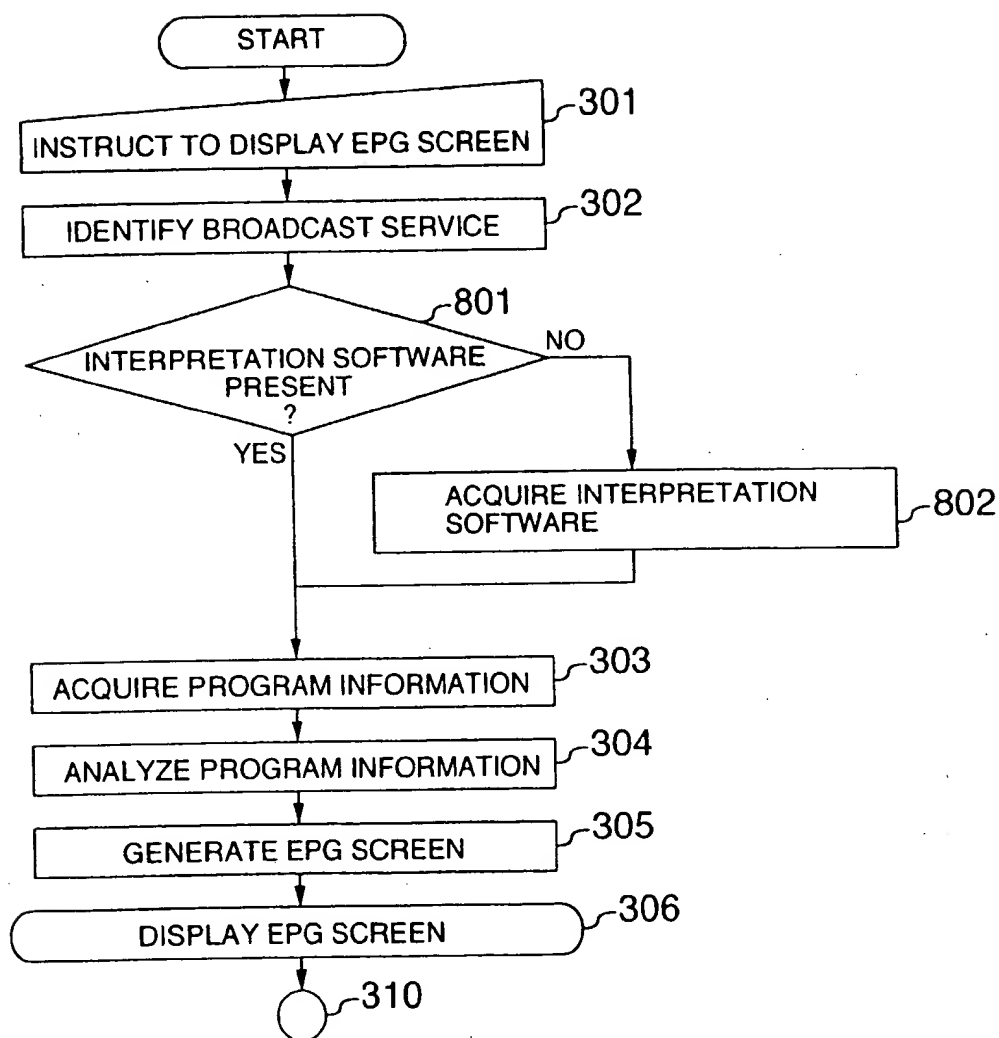 START
INSTRUCT TO DISPLAY EPG SCREEN
301
IDENTIFY BROADCAST SERVICE
302
801
INTERPRETATION SOFTWARE
PRESENT
?
NO
YES
ACQUIRE INTERPRETATION
SOFTWARE
802
ACQUIRE PROGRAM INFORMATION
303
ANALYZE PROGRAM INFORMATION
304
GENERATE EPG SCREEN
305
DISPLAY EPG SCREEN
306
310